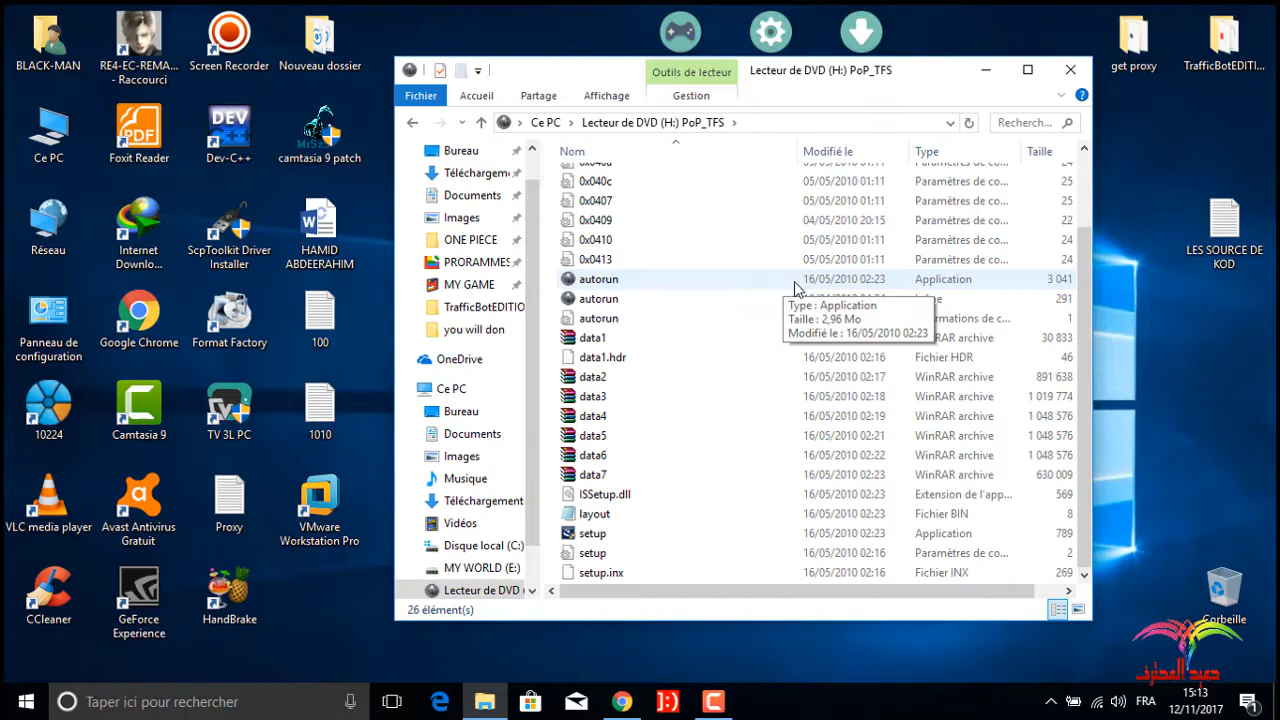 BLACK-MAN
RE4-EC-REMA...
- Raccourci
Screen Recorder
Nouveau dossier
get proxy
TrafficBotEDITI...
Ce PC
Foxit Reader
Dev-C++
camtasia 9 patch
Réseau
Internet
Downlo...
ScpToolkit Driver
Installer
HAMID
ABDEERAHIM
LES SOURCE DE
KOD
Panneau de
configuration
Google Chrome
Format Factory
100
10224
Camtasia 9
TV 3L PC
1010
VLC media player
Avast Antivirus
Gratuit
Proxy
VMware
Workstation Pro
CCleaner
GeForce
Experience
HandBrake
Corbeille
Outils de lecteur
Lecteur de DVD (H:) PoP_TFS
Fichier
Accueil
Partage
Affichage
Gestion
Ce PC
Lecteur de DVD (H:) PoP_TFS
Recherch...
Bureau
Téléchargem
Documents
Images
ONE PIECE
PRORAMMES
MY GAME
TrafficBotEDITIO
you will don
OneDrive
Ce PC
Bureau
Documents
Images
Musique
Téléchargement
Vidéos
Disque local (C:)
MY WORLD (E:)
Lecteur de DVD (
Nom Modifié le Type Taille
0x040c 05/05/2010 01:11 Paramètres de co... 25
0x0407 05/05/2010 01:11 Paramètres de co... 25
0x0409 04/05/2010 20:15 Paramètres de co... 22
0x0410 05/05/2010 01:11 Paramètres de co... 24
0x0413 05/05/2010 01:11 Paramètres de co... 24
autorun 16/05/2010 02:23 Application 3 041
autorun 291
autorun rmations de c... 1
Type : Application
Taille : 2,96 Mo
Modifié le : 16/05/2010 02:23
data1 WinRAR archive 30 833
data1.hdr 16/05/2010 02:16 Fichier HDR 46
data2 16/05/2010 02:17 WinRAR archive 891 638
data3 16/05/2010 02:18 WinRAR archive 1 019 774
data4 16/05/2010 02:19 WinRAR archive 1 048 576
data5 16/05/2010 02:21 WinRAR archive 1 048 576
data6 16/05/2010 02:22 WinRAR archive 1 048 576
data7 16/05/2010 02:23 WinRAR archive 630 009
ISSetup.dll 16/05/2010 02:23 Extension de l'app... 569
layout 16/05/2010 02:23 Fichier BIN 8
setup 16/05/2010 02:23 Application 789
setup 16/05/2010 02:16 Paramètres de co... 2
setup.inx 16/05/2010 02:16 Fichier INX 269
26 élément(s)
حميد المحترف
Taper ici pour rechercher
FRA
15:13
12/11/2017